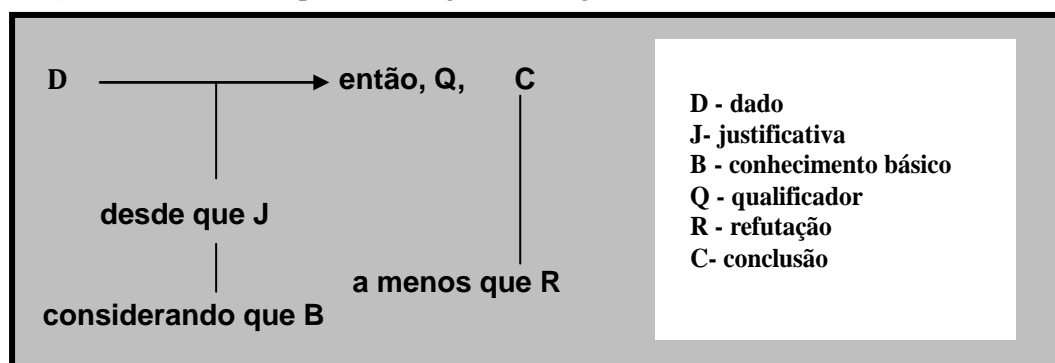 D então, Q, C
desde que J
a menos que R
considerando que B
D - dado
J- justificativa
B - conhecimento básico
Q - qualificador
R - refutação
C- conclusão